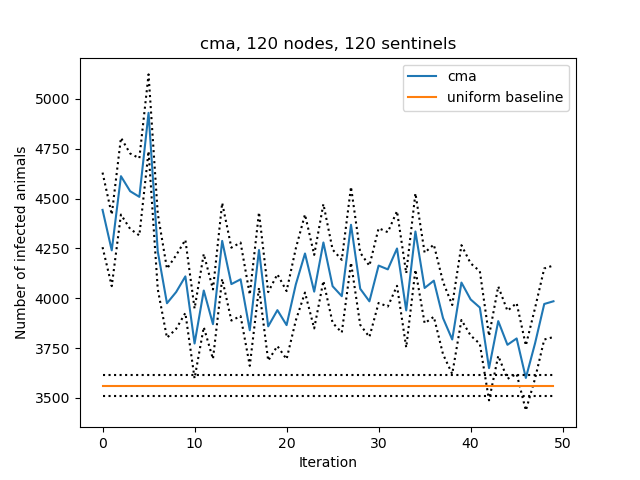 cma, 120 nodes, 120 sentinels
cma
uniform baseline
5000
4750
4500
4250
4000
3750
3500
Number of infected animals
0 10 20 30 40 50
Iteration